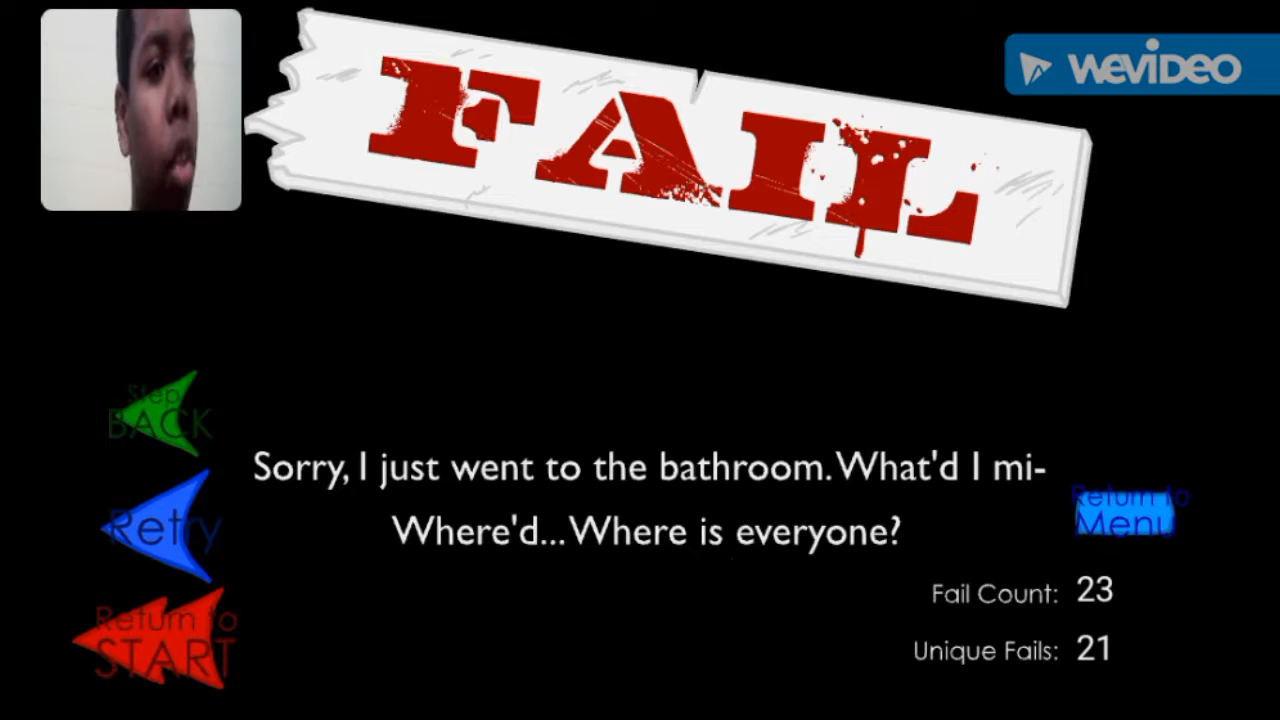 FAIL
WEVIDEO
Step
BACK
Sorry, I just went to the bathroom. What'd I mi-
Retry
Where'd... Where is everyone?
Return to
Menu
Return to
START
Fail Count: 23
Unique Fails: 21